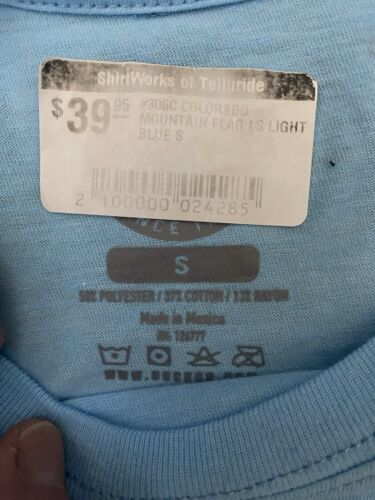 ShirtWorks of Telluride
$39.95 #306C COLORADO
MOUNTAIN FLAG LS LIGHT
BLUE S
2 100000 024285
S
50% POLYESTER / 37% COTTON / 13% RAYON
Made in Mexico